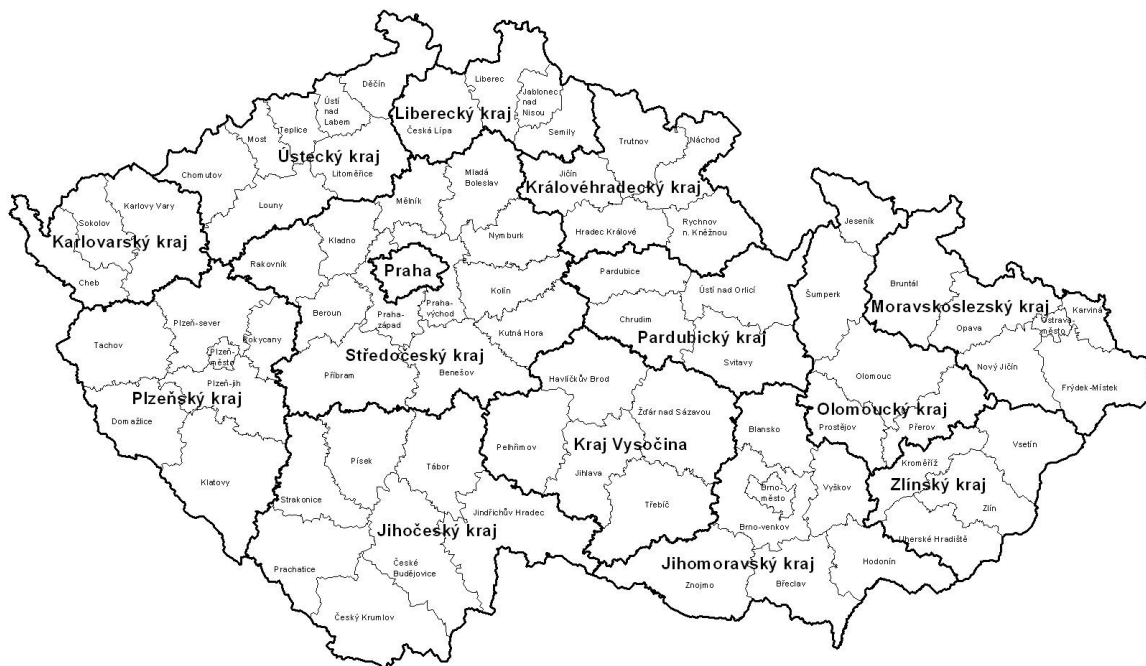 Děčín
Liberec
Ústí
nad
Labem
Jablonec
nad
Nisou
Liberecký kraj
Česká Lípa
Teplice
Most
Semily
Trutnov
Náchod
Ústecký kraj
Litoměřice
Chomutov
Mladá
Boleslav
Jičín
Královéhradecký kraj
Karlovy Vary
Louny
Mělník
Sokolov
Karlovarský kraj
Cheb
Kladno
Nymburk
Hradec Králové
Rychnov
n. Kněžnou
Jeseník
Rakovník
Praha
Pardubice
Kolín
Ústí nad Orlicí
Šumperk
Bruntál
Moravskoslezský kraj
Karviná
Ostrava-
město
Opava
Beroun
Praha-
západ
Praha-
východ
Chrudim
Plzeň-sever
Tachov
Rokycany
Plzeň-
město
Kutná Hora
Pardubický kraj
Středočeský kraj
Benešov
Svitavy
Příbram
Olomouc
Nový Jičín
Frýdek-Místek
Plzeň-jih
Plzeňský kraj
Havlíčkův Brod
Žďár nad Sázavou
Olomoucký kraj
Prostějov
Přerov
Domažlice
Blansko
Vsetín
Pelhřimov
Kraj Vysočina
Písek
Tábor
Jihlava
Kroměříž
Zlínský kraj
Zlín
Klatovy
Strakonice
Brno-
město
Vyškov
Třebíč
Jindřichův Hradec
Jihočeský kraj
Brno-venkov
Uherské Hradiště
Prachatice
České
Budějovice
Jihomoravský kraj
Znojmo
Břeclav
Hodonín
Český Krumlov